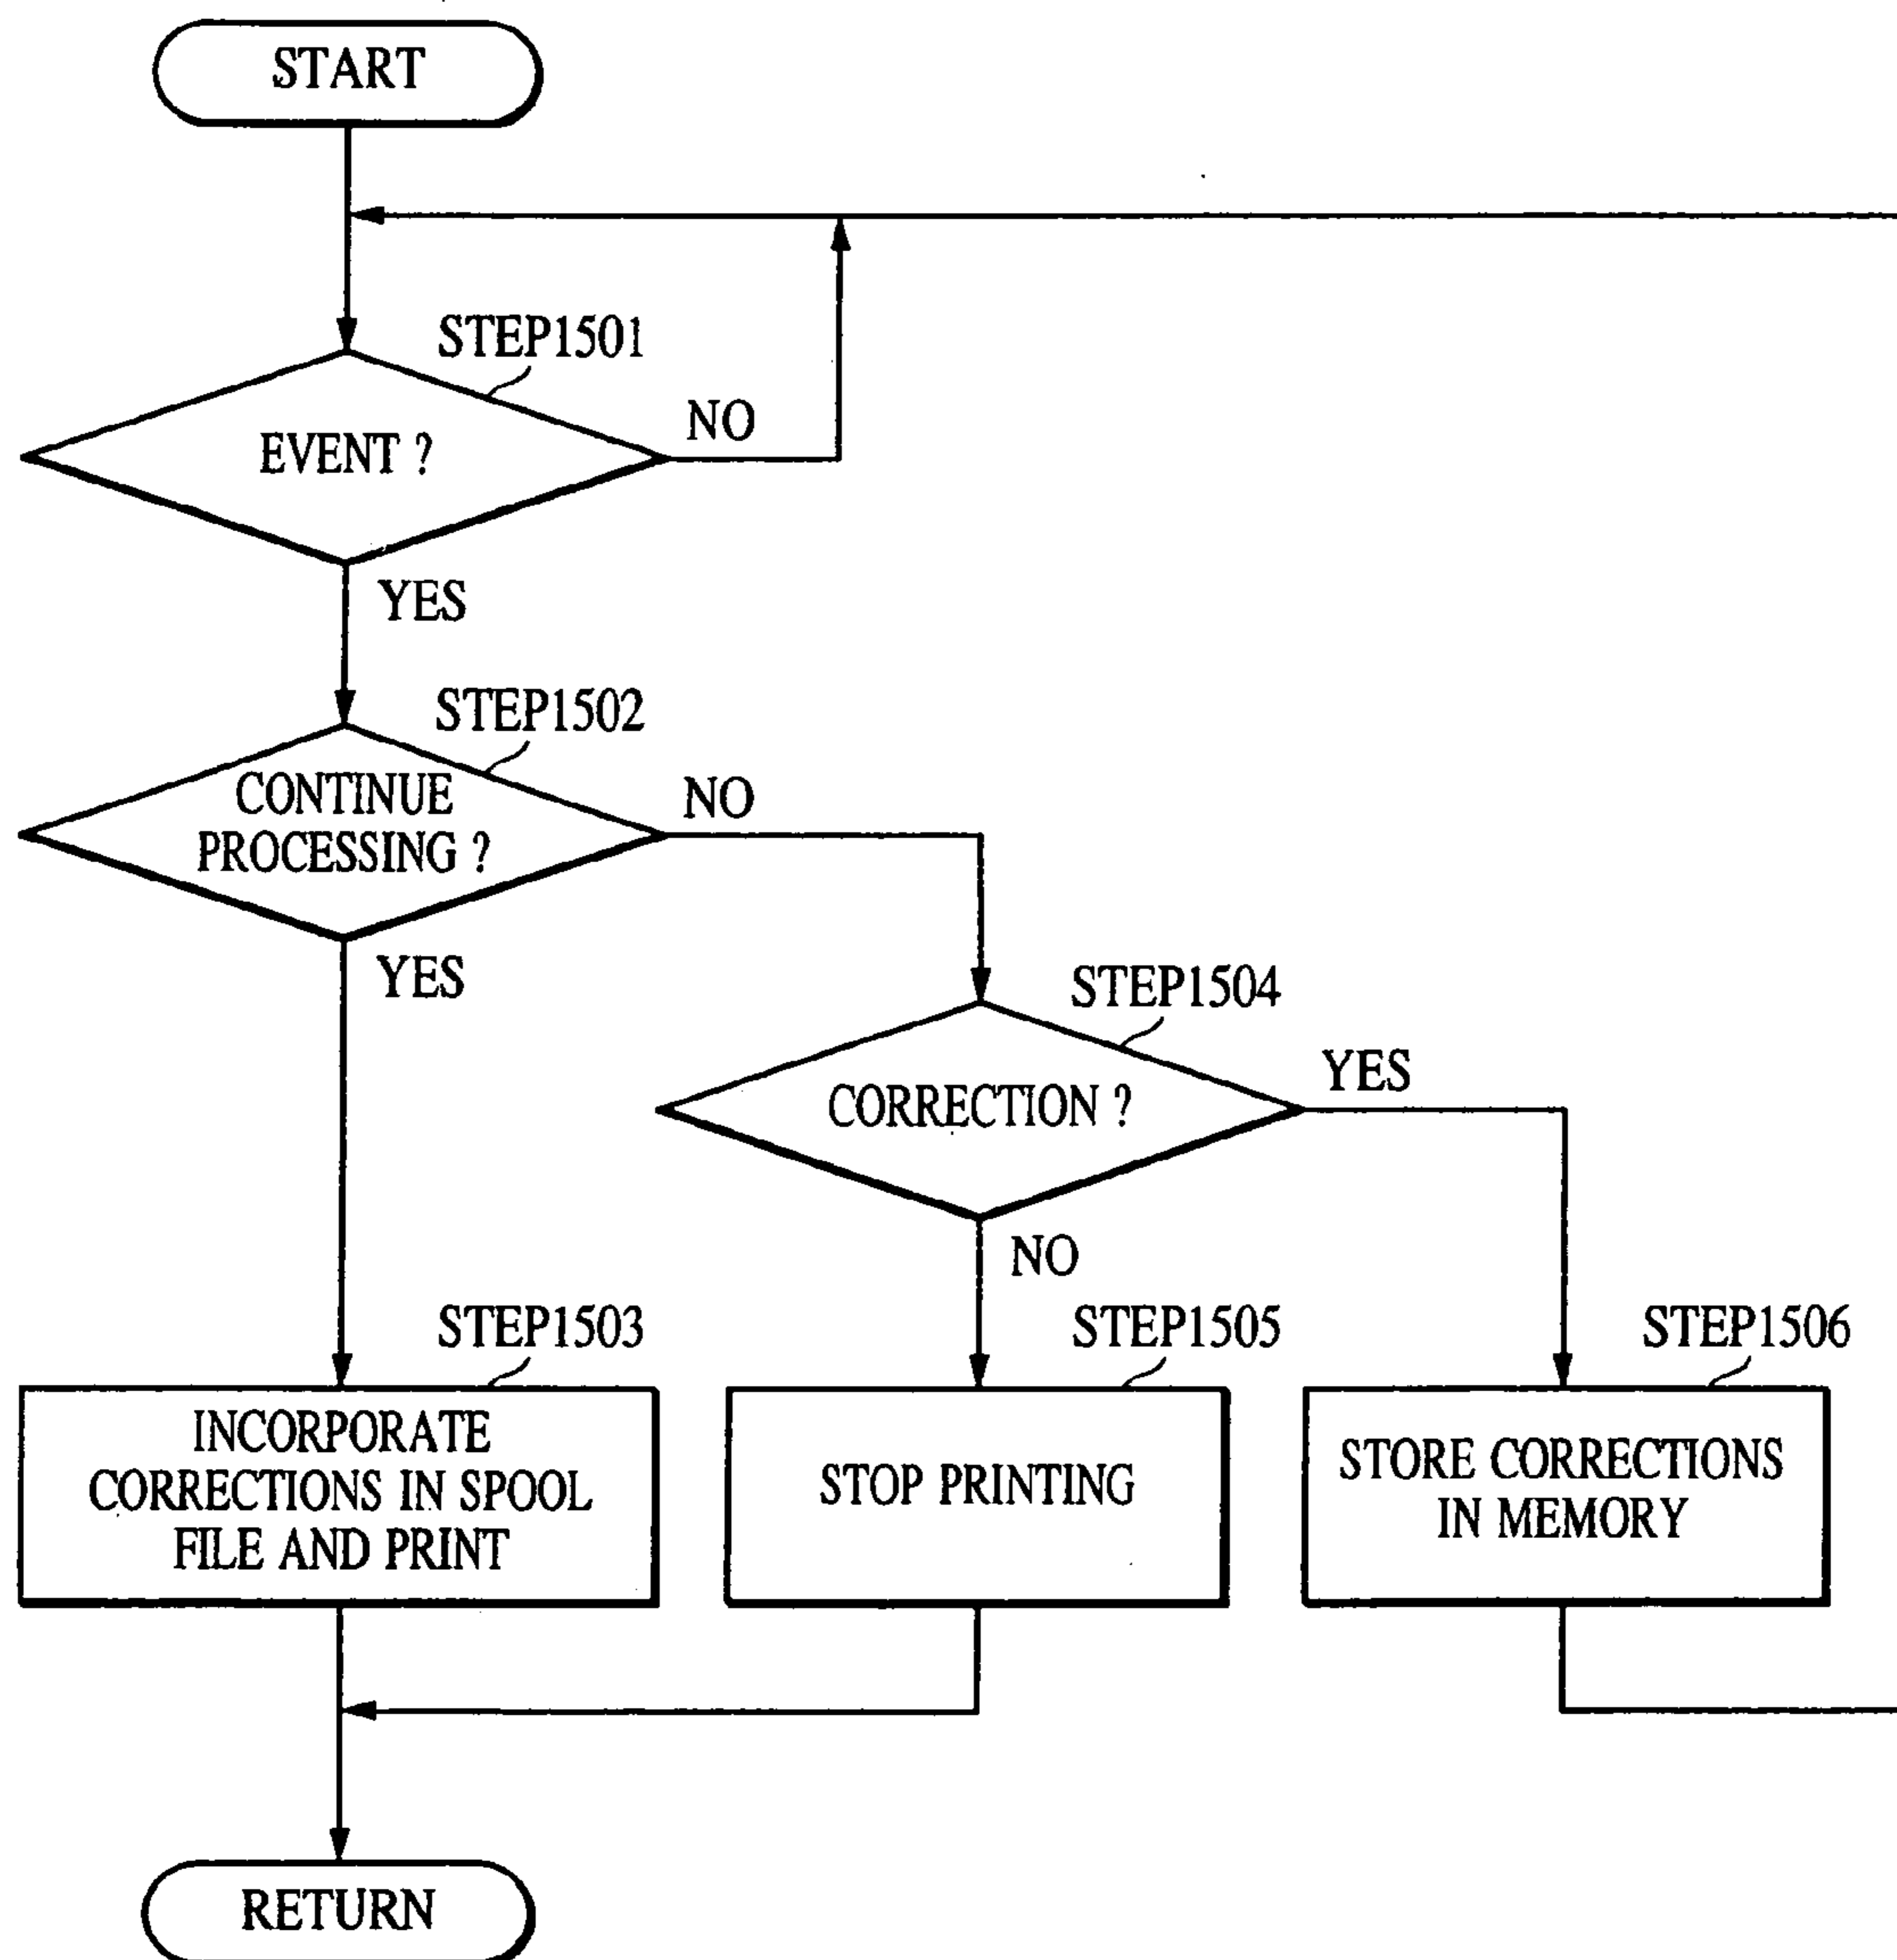 START
STEP1501
EVENT ?
NO
YES
STEP1502
CONTINUE
PROCESSING ?
NO
YES
STEP1504
CORRECTION ?
YES
NO
STEP1503
INCORPORATE
CORRECTIONS IN SPOOL
FILE AND PRINT
STEP1505
STOP PRINTING
STEP1506
STORE CORRECTIONS
IN MEMORY
RETURN